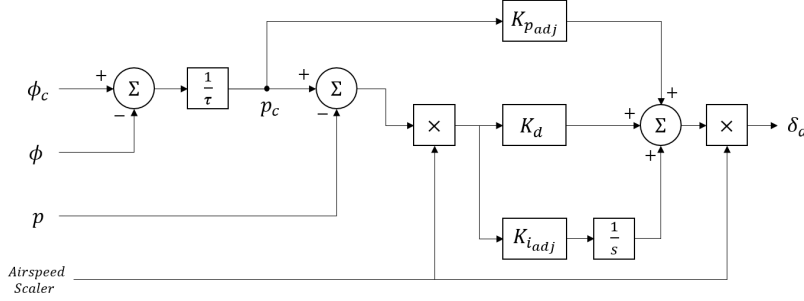 K_{p_{adj}}
+
ϕ_c + Σ 1/τ + Σ
− p_c −
× K_d + Σ × δ_a
+
ϕ
p
K_{i_{adj}} 1/s
Airspeed
Scaler